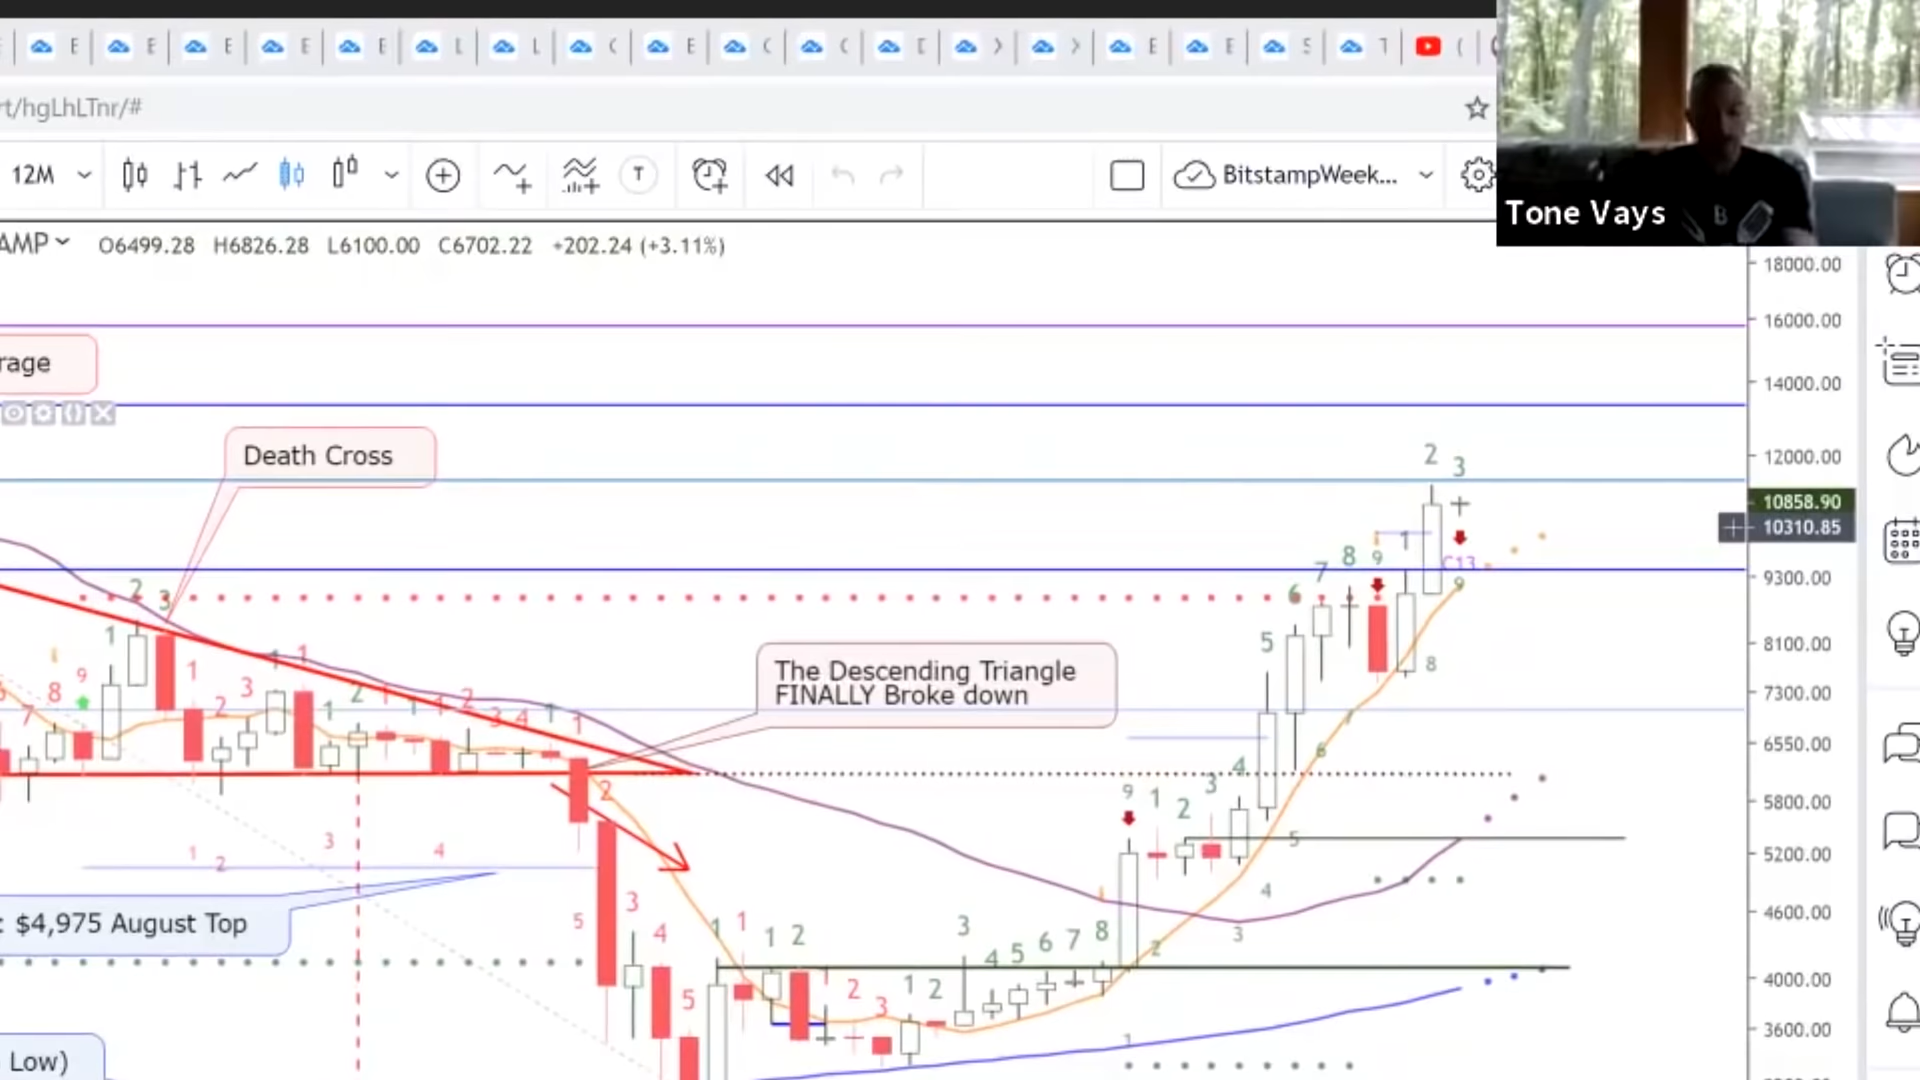 E E E E E E L L C E C C D X X E E S T (
rt/hgLhLTnr/#
12M
T
BitstampWeek...
Tone Vays
B
AMP
O6499.28 H6826.28 L6100.00 C6702.22 +202.24 (+3.11%)
18000.00
16000.00
rage
14000.00
Death Cross
2
3
12000.00
10858.90
10310.85
C13
9300.00
The Descending Triangle
FINALLY Broke down
8100.00
7300.00
6550.00
5800.00
5200.00
: $4,975 August Top
4600.00
4000.00
3600.00
Low)